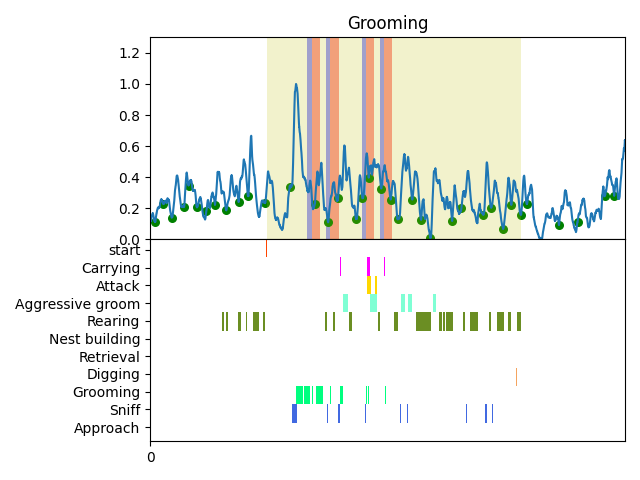 Grooming
1.2
1.0
0.8
0.6
0.4
0.2
0.0
start
Carrying
Attack
Aggressive groom
Rearing
Nest building
Retrieval
Digging
Grooming
Sniff
Approach
0